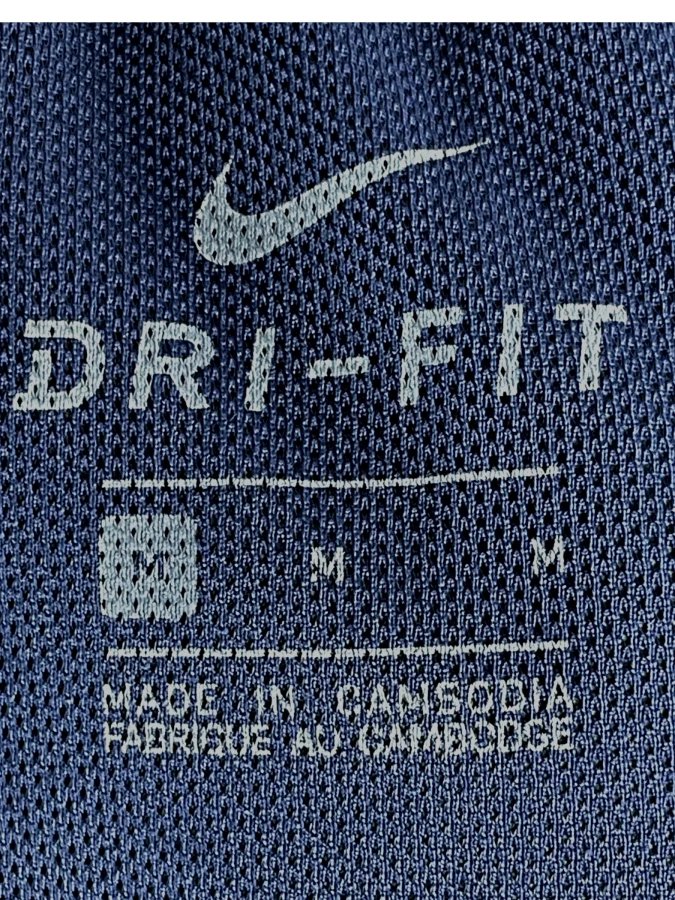 DRI-FIT
M M M
MADE IN CAMBODIA
FABRIQUE AU CAMBODGE